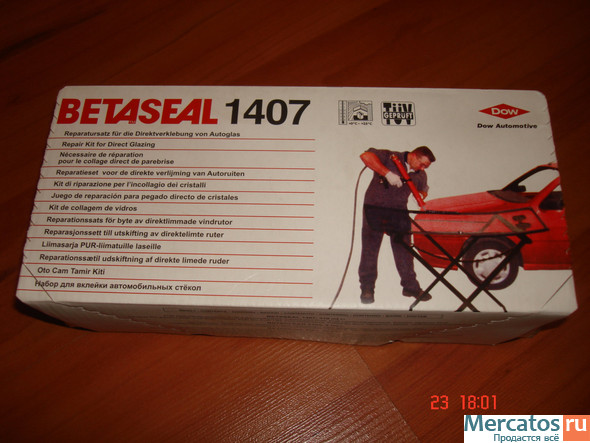 BETASEAL 1407
TÜV
GEPRÜFT
DOW
Dow Automotive
Reparatursatz für die Direktverklebung von Autoglas
Repair Kit for Direct Glazing
Nécessaire de réparation
pour le collage direct de parebrise
Reparatieset voor de direkte verlijming van Autoruiten
Kit di riparazione per l'incollagio dei cristalli
Juego de reparación para pegado directo de cristales
Kit de collagem de vidros
Reparationssats för byte av direktlimmade vindrutor
Reparasjonssett till utskifting av direktelimte ruter
Liimasarja PUR-liimatuille laseille
Reparationssætil udskiftning af direkte limede ruder
Oto Cam Tamir Kiti
Набор для вклейки автомобильных стёкол
23 18:01
Mercatos.ru
Продастся всё